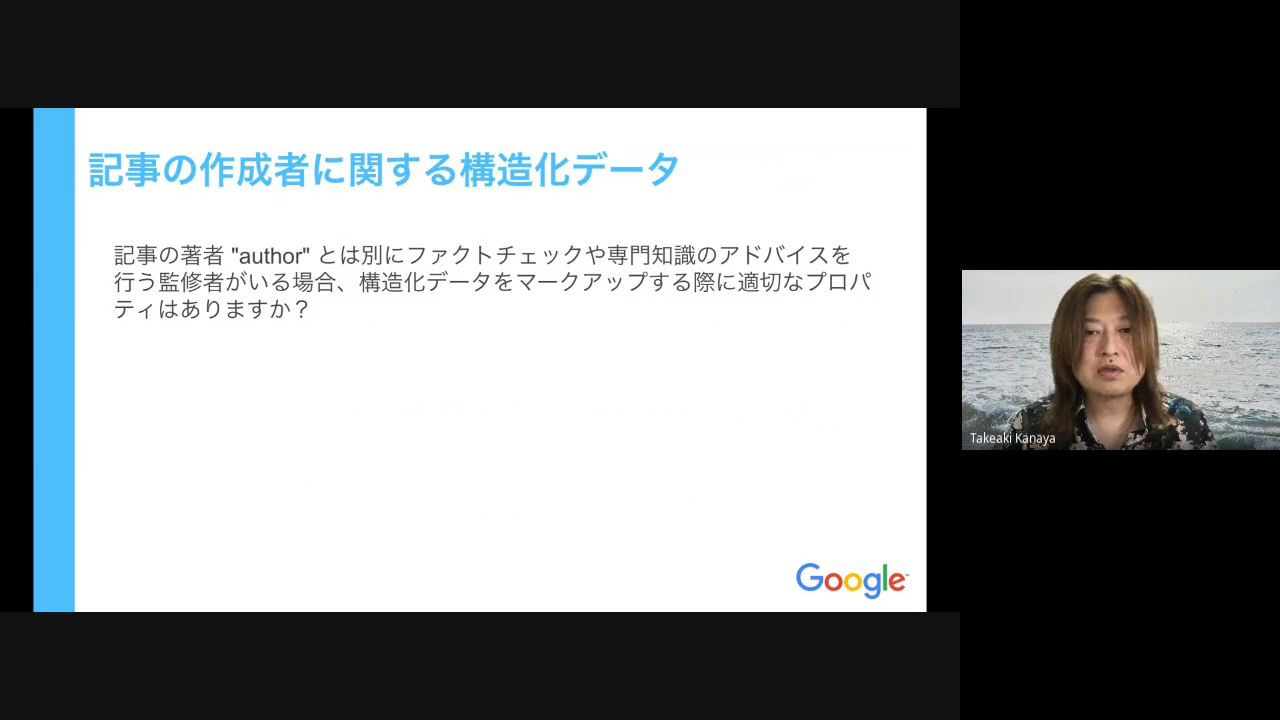 記事の作成者に関する構造化データ
記事の著者 "author" とは別にファクトチェックや専門知識のアドバイスを
行う監修者がいる場合、構造化データをマークアップする際に適切なプロパ
ティはありますか？
Google
Takeaki Kanaya